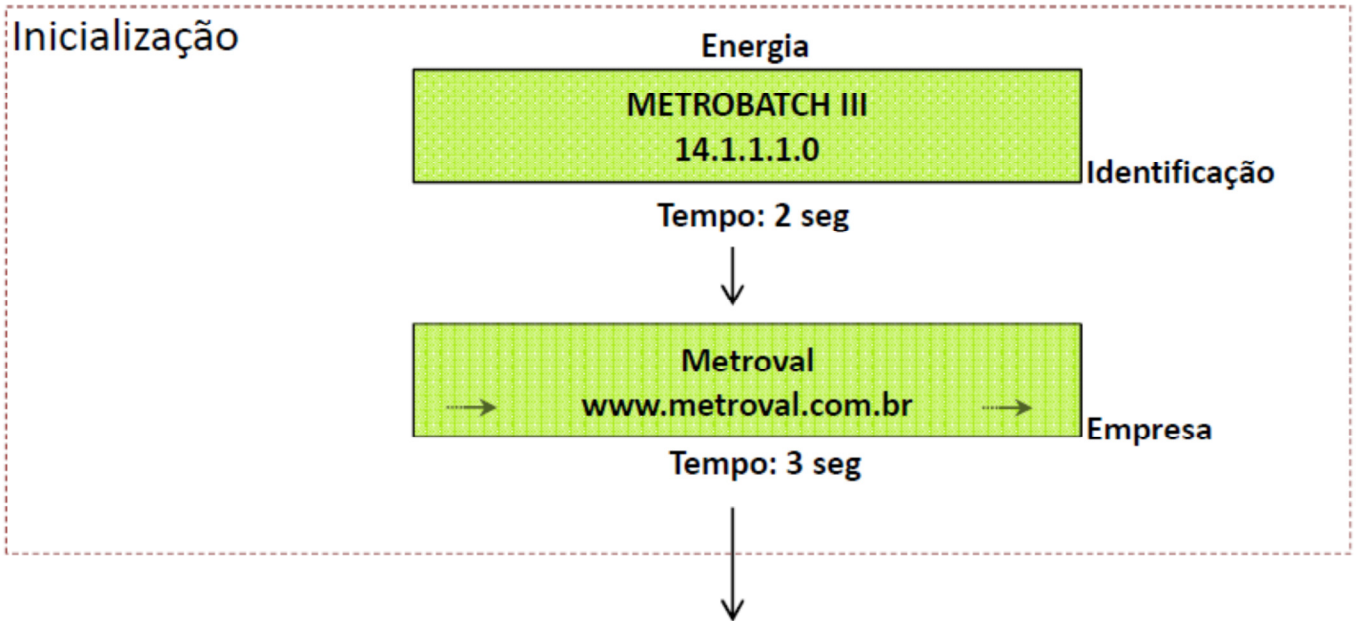 Inicialização
Energia
METROBATCH III
14.1.1.1.0
Identificação
Tempo: 2 seg
Metroval
www.metroval.com.br
Empresa
Tempo: 3 seg